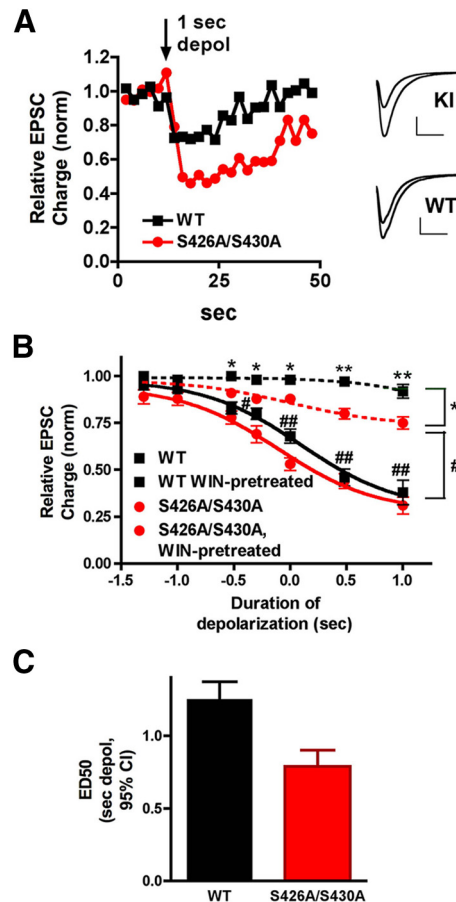 A
1 sec
depol
1.2
1.0
0.8
0.6
0.4
0.2
0.0
Relative EPSC
Charge (norm)
WT
S426A/S430A
0
25
50
sec
KI
WT
B
* * * ** **
# ## ## ##
*
#
1.00
0.75
0.50
0.25
0.00
Relative EPSC
Charge (norm)
WT
WT WIN-pretreated
S426A/S430A
S426A/S430A,
WIN-pretreated
-1.5 -1.0 -0.5 0.0 0.5 1.0
Duration of
depolarization (sec)
C
1.0
0.5
0.0
ED50
(sec depol,
95% CI)
WT
S426A/S430A